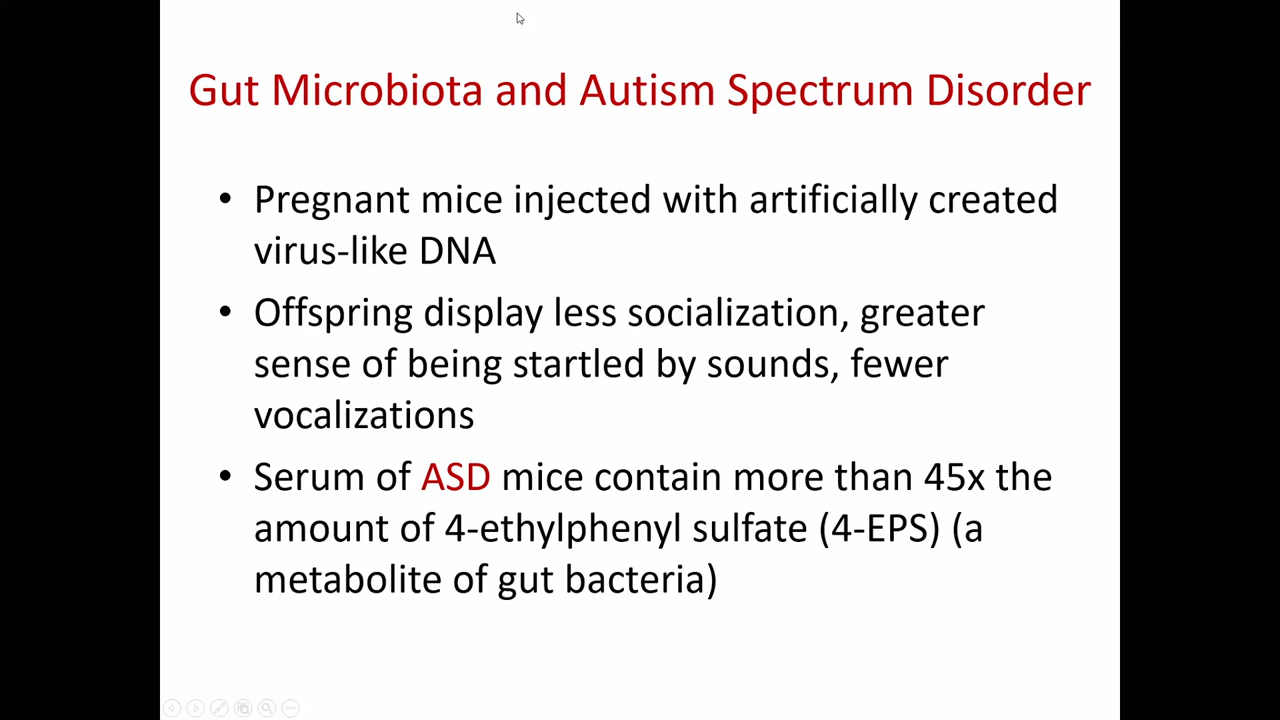 Gut Microbiota and Autism Spectrum Disorder
• Pregnant mice injected with artificially created
virus-like DNA
• Offspring display less socialization, greater
sense of being startled by sounds, fewer
vocalizations
• Serum of ASD mice contain more than 45x the
amount of 4-ethylphenyl sulfate (4-EPS) (a
metabolite of gut bacteria)